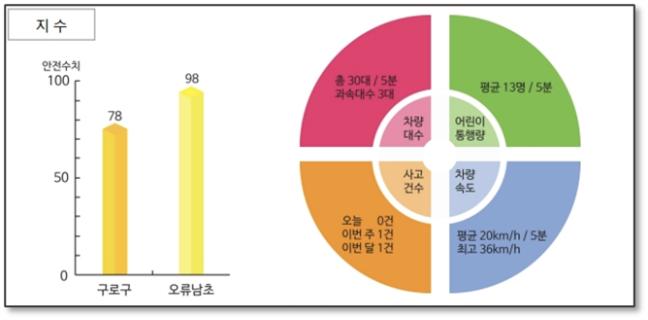 지 수
안전수치
100
98
78
50
0
구로구
오류남초
총 30대 / 5분
과속대수 3대
차량
대수
평균 13명 / 5분
어린이
통행량
사고
건수
오늘 0건
이번 주 1건
이번 달 1건
차량
속도
평균 20km/h / 5분
최고 36km/h